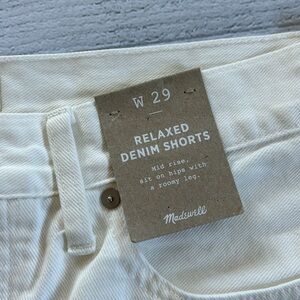 W 29
RELAXED
DENIM SHORTS
Mid rise,
sit on hips with
a roomy leg.
Madewell